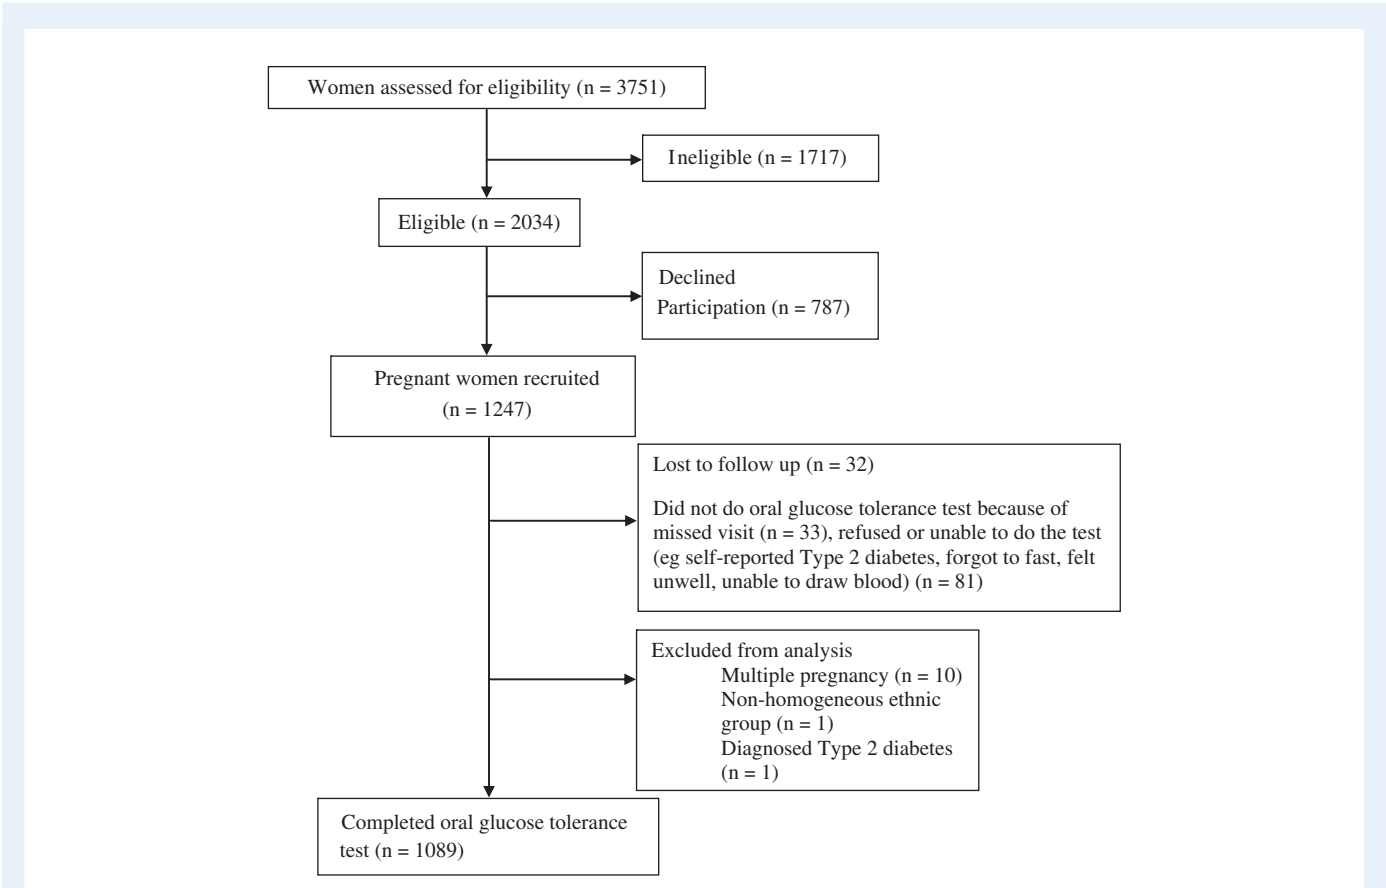 Women assessed for eligibility (n = 3751)
Ineligible (n = 1717)
Eligible (n = 2034)
Declined
Participation (n = 787)
Pregnant women recruited
(n = 1247)
Lost to follow up (n = 32)
Did not do oral glucose tolerance test because of
missed visit (n = 33), refused or unable to do the test
(eg self-reported Type 2 diabetes, forgot to fast, felt
unwell, unable to draw blood) (n = 81)
Excluded from analysis
Multiple pregnancy (n = 10)
Non-homogeneous ethnic
group (n = 1)
Diagnosed Type 2 diabetes
(n = 1)
Completed oral glucose tolerance
test (n = 1089)